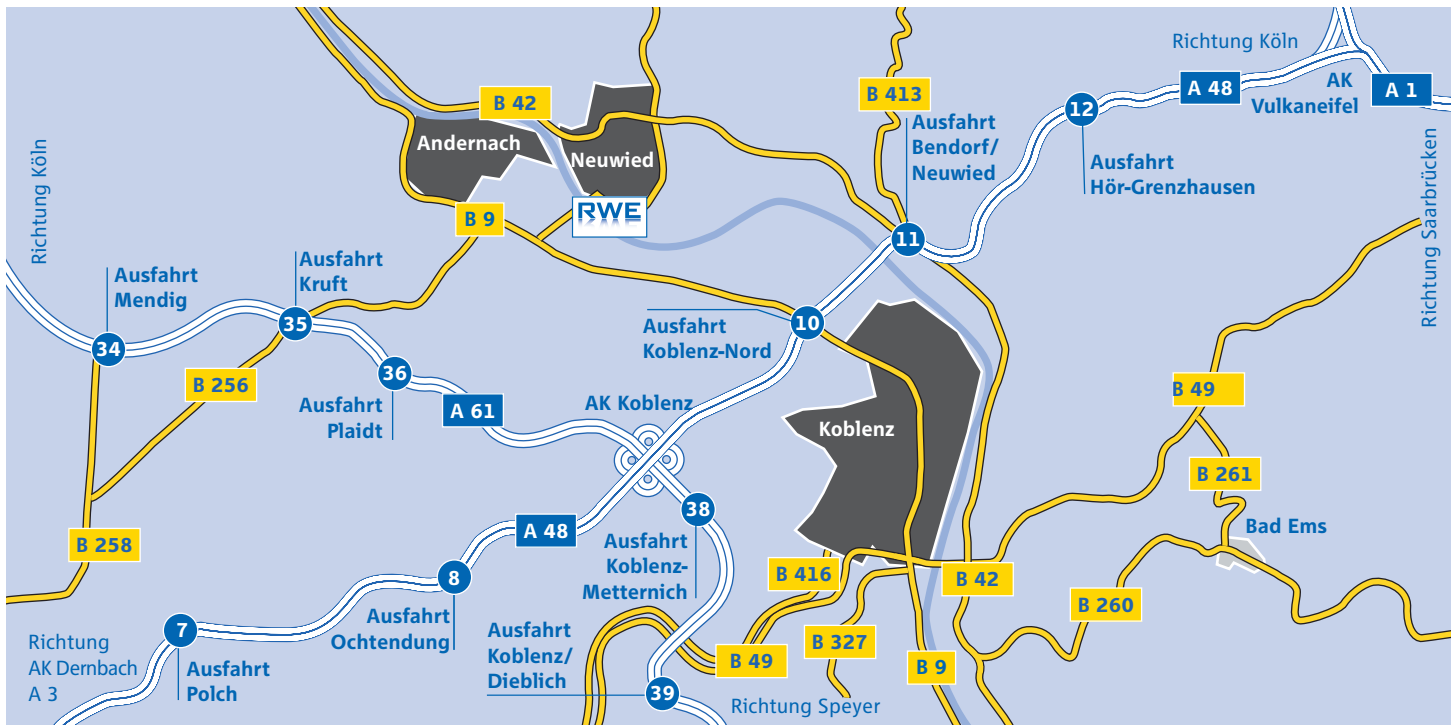 Richtung Köln
AK
Vulkaneifel
A 48
A 1
12
Ausfahrt
Hör-Grenzhausen
B 413
Ausfahrt
Bendorf/
Neuwied
11
B 42
Andernach
Neuwied
RWE
B 9
Richtung Köln
Richtung Saarbrücken
Ausfahrt
Mendig
34
Ausfahrt
Kruft
35
36
Ausfahrt
Plaidt
B 256
A 61
AK Koblenz
Ausfahrt
Koblenz-Nord
10
Koblenz
B 49
B 261
Bad Ems
B 258
A 48
38
Ausfahrt
Koblenz-
Metternich
8
Ausfahrt
Ochtendung
B 416
B 42
B 260
7
Ausfahrt
Polch
Richtung
AK Dernbach
A 3
Ausfahrt
Koblenz/
Dieblich
39
B 49
B 327
B 9
Richtung Speyer